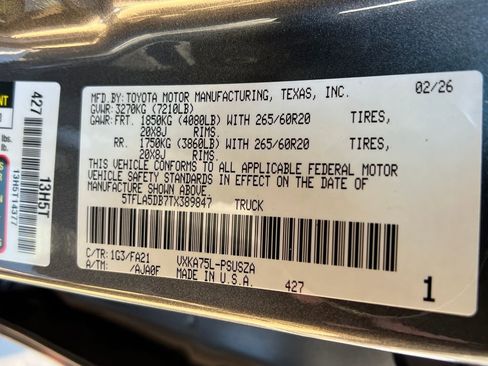 MFD.BY: TOYOTA MOTOR MANUFACTURING, TEXAS, INC. 02/26
GVWR: 3270KG (7210LB)
GAWR: FRT. 1850KG (4080LB) WITH 265/60R20 TIRES,
20X8J RIMS.
RR. 1750KG (3860LB) WITH 265/60R20 TIRES,
20X8J RIMS.
THIS VEHICLE CONFORMS TO ALL APPLICABLE FEDERAL MOTOR
VEHICLE SAFETY STANDARDS IN EFFECT ON THE DATE OF
MANUFACTURE SHOWN ABOVE.
5TFLA5DB7TX389847 TRUCK
C/TR: 1G3/FA21 VXKA75L-PSUSZA
A/TM: /AJA0F MADE IN U.S.A.
427
1
427
13H5T
13H5T14377
lbs.